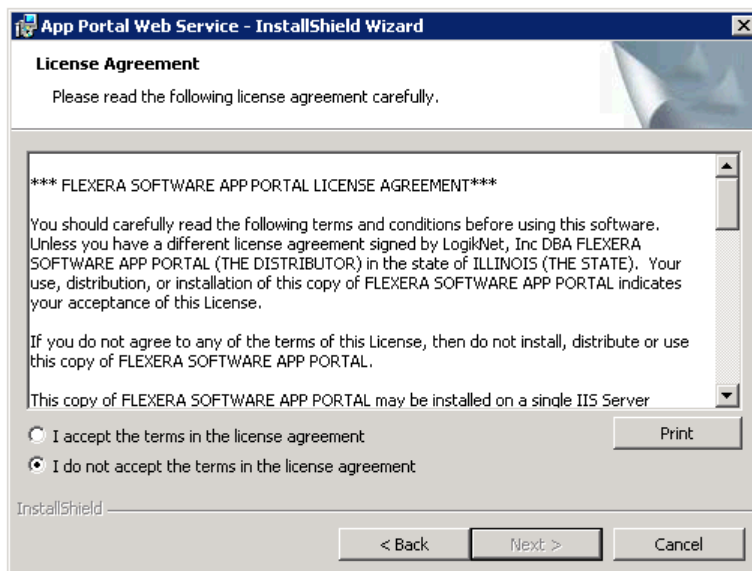 App Portal Web Service - InstallShield Wizard
License Agreement
Please read the following license agreement carefully.
*** FLEXERA SOFTWARE APP PORTAL LICENSE AGREEMENT***
You should carefully read the following terms and conditions before using this software.
Unless you have a different license agreement signed by LogikNet, Inc DBA FLEXERA
SOFTWARE APP PORTAL (THE DISTRIBUTOR) in the state of ILLINOIS (THE STATE).  Your
use, distribution, or installation of this copy of FLEXERA SOFTWARE APP PORTAL indicates
your acceptance of this License.
If you do not agree to any of the terms of this License, then do not install, distribute or use
this copy of FLEXERA SOFTWARE APP PORTAL.
This copy of FLEXERA SOFTWARE APP PORTAL may be installed on a single IIS Server
I accept the terms in the license agreement
Print
I do not accept the terms in the license agreement
InstallShield
< Back
Next >
Cancel